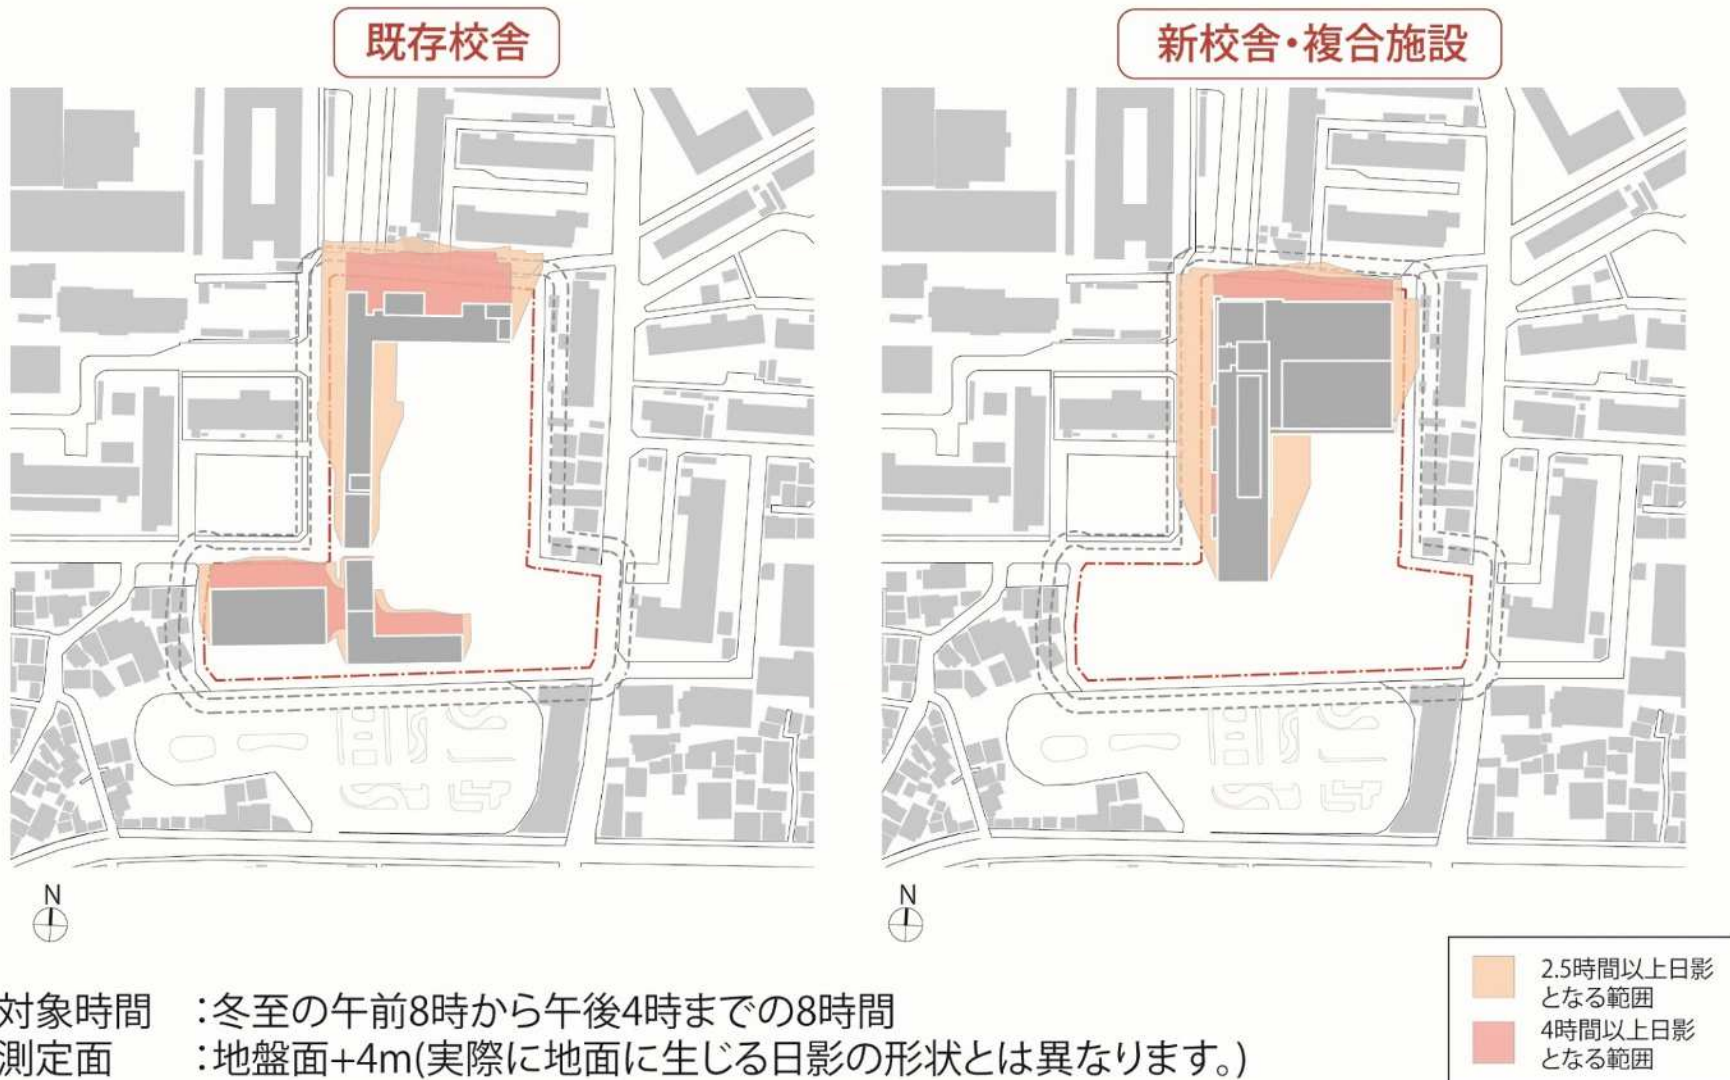 既存校舎
新校舎・複合施設
N
N
2.5時間以上日影
となる範囲
4時間以上日影
となる範囲
対象時間　：冬至の午前8時から午後4時までの8時間
測定面　　：地盤面+4m(実際に地面に生じる日影の形状とは異なります。)